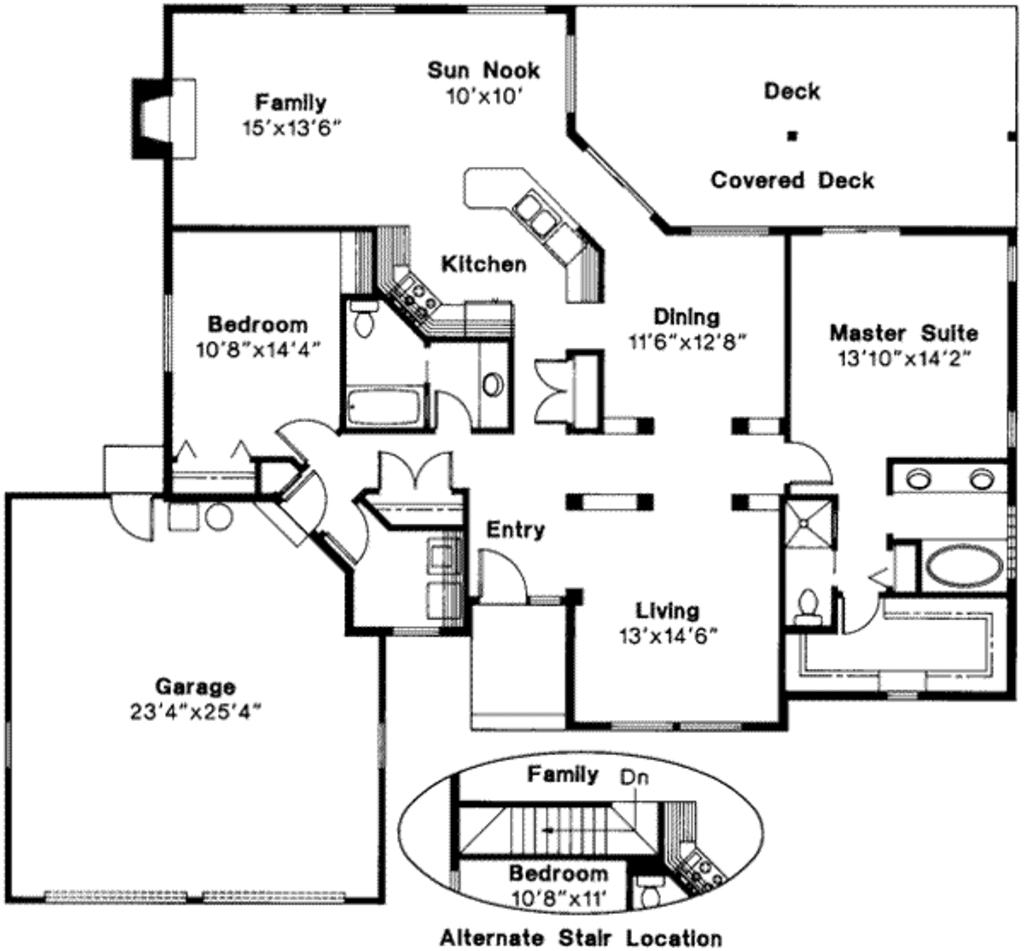 Sun Nook
10'x10'
Family
15'x13'6"
Deck
Covered Deck
Kitchen
Bedroom
10'8"x14'4"
Dining
11'6"x12'8"
Master Suite
13'10"x14'2"
Entry
Living
13'x14'6"
Garage
23'4"x25'4"
Family
Dn
Bedroom
10'8"x11'
Alternate Stair Location